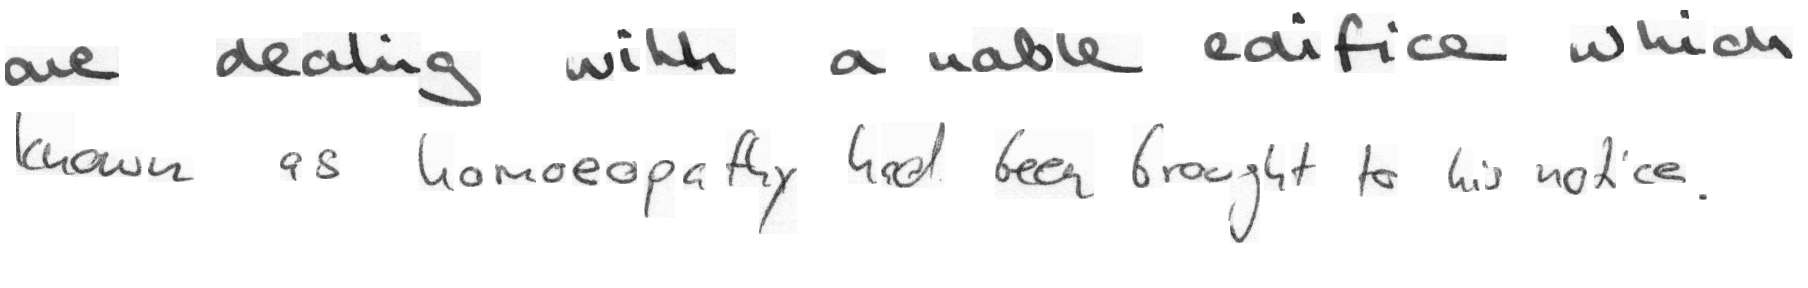 are dealing with a noble edifice which
known as homoeopathy had been brought to his notice.